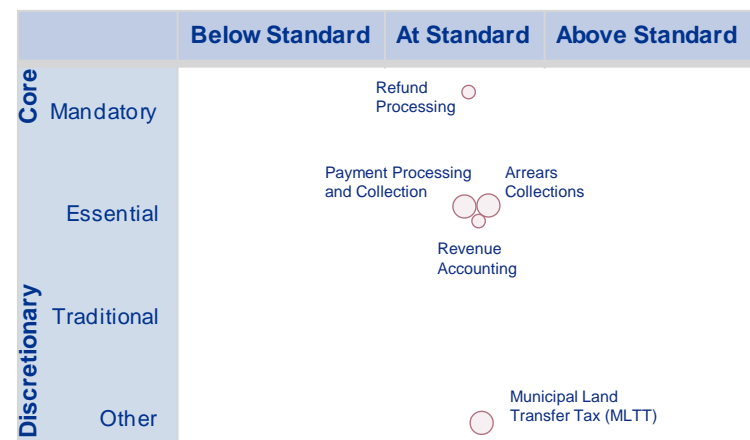 Below Standard At Standard Above Standard
Core
Mandatory
Refund
Processing
Essential
Payment Processing
and Collection
Arrears
Collections
Revenue
Accounting
Discretionary
Traditional
Other
Municipal Land
Transfer Tax (MLTT)